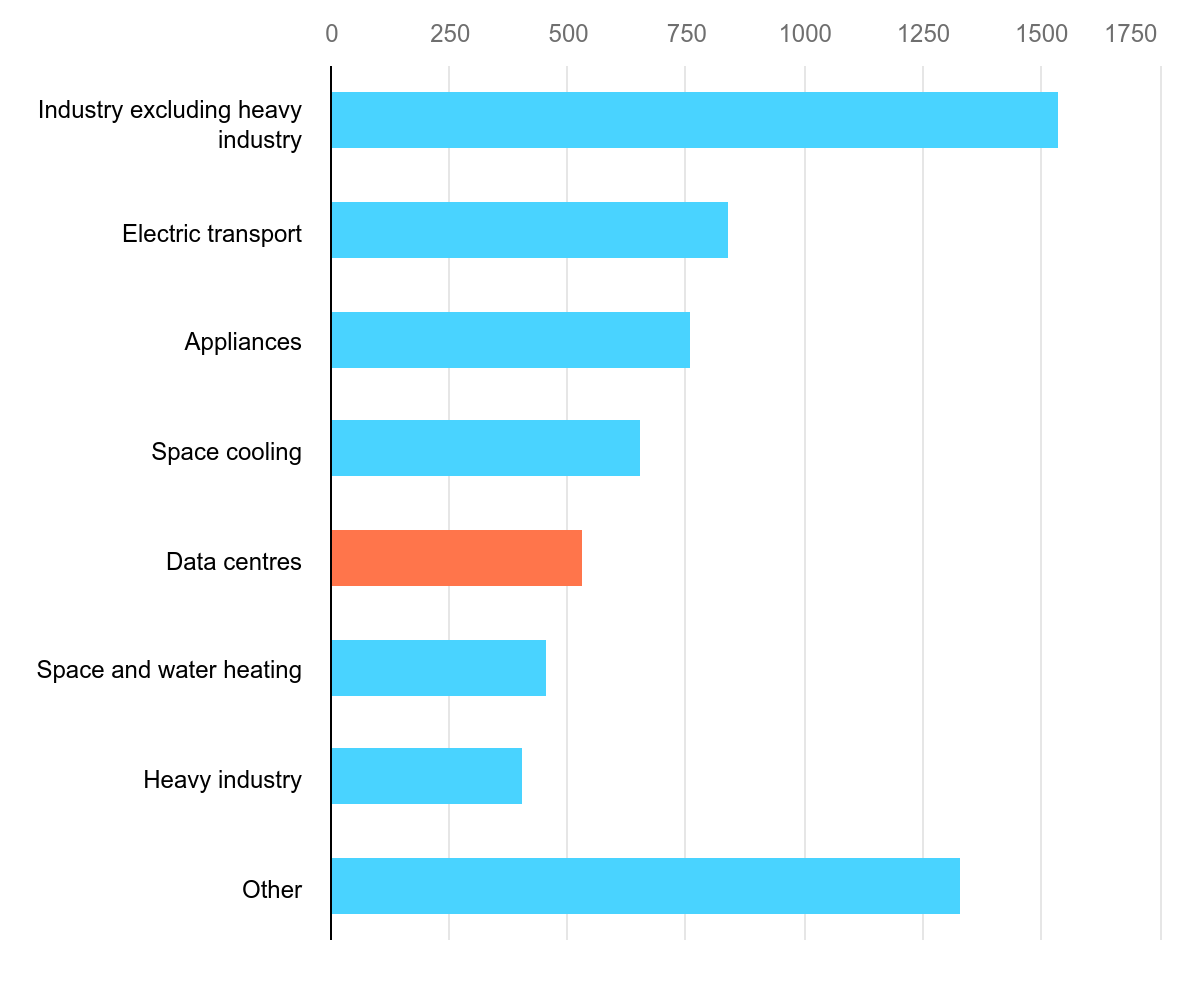 0 250 500 750 1000 1250 1500 1750
Industry excluding heavy
industry
Electric transport
Appliances
Space cooling
Data centres
Space and water heating
Heavy industry
Other